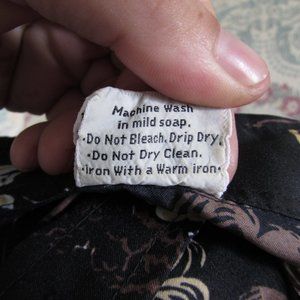 Machine Wash
in mild soap.
•Do Not Bleach. Drip Dry.
•Do Not Dry Clean.
•Iron With a Warm iron•